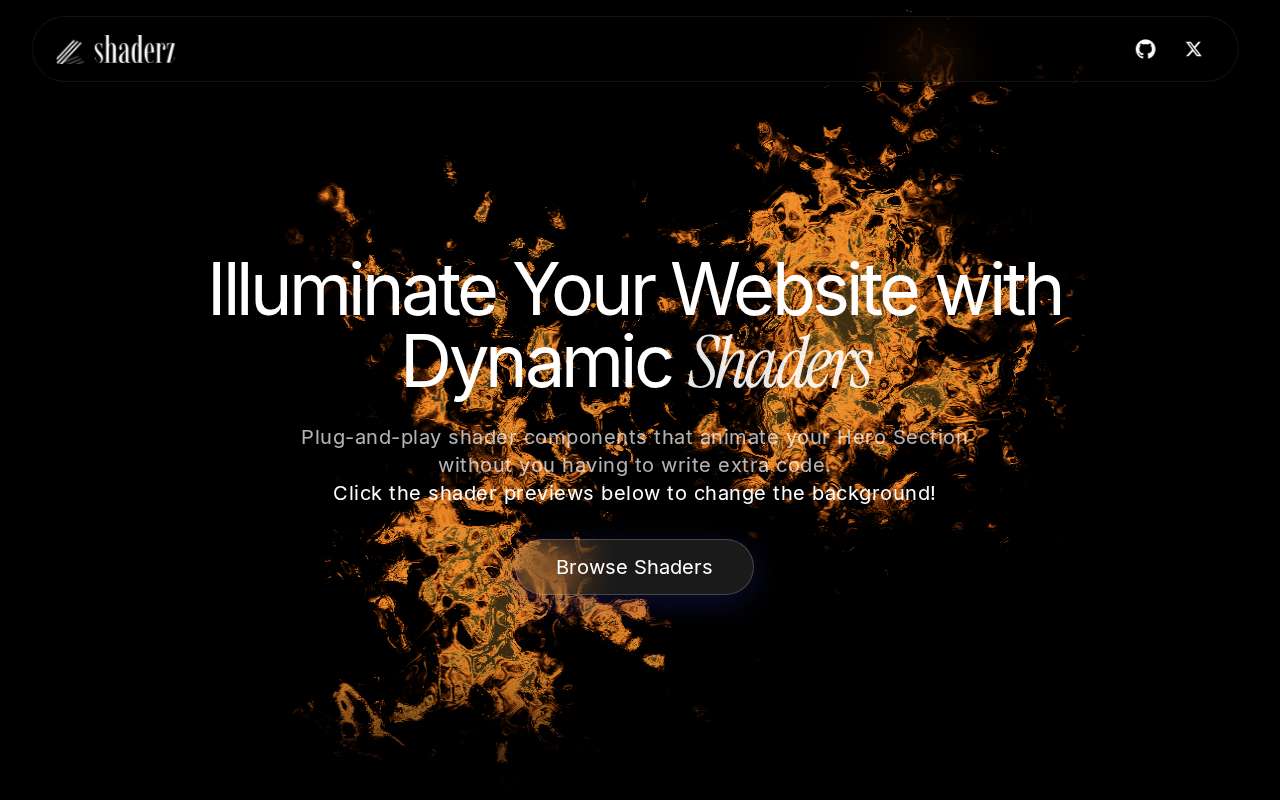 shaderz
Illuminate Your Website with
Dynamic Shaders
Plug-and-play shader components that animate your Hero Section
without you having to write extra code.
Click the shader previews below to change the background!
Browse Shaders